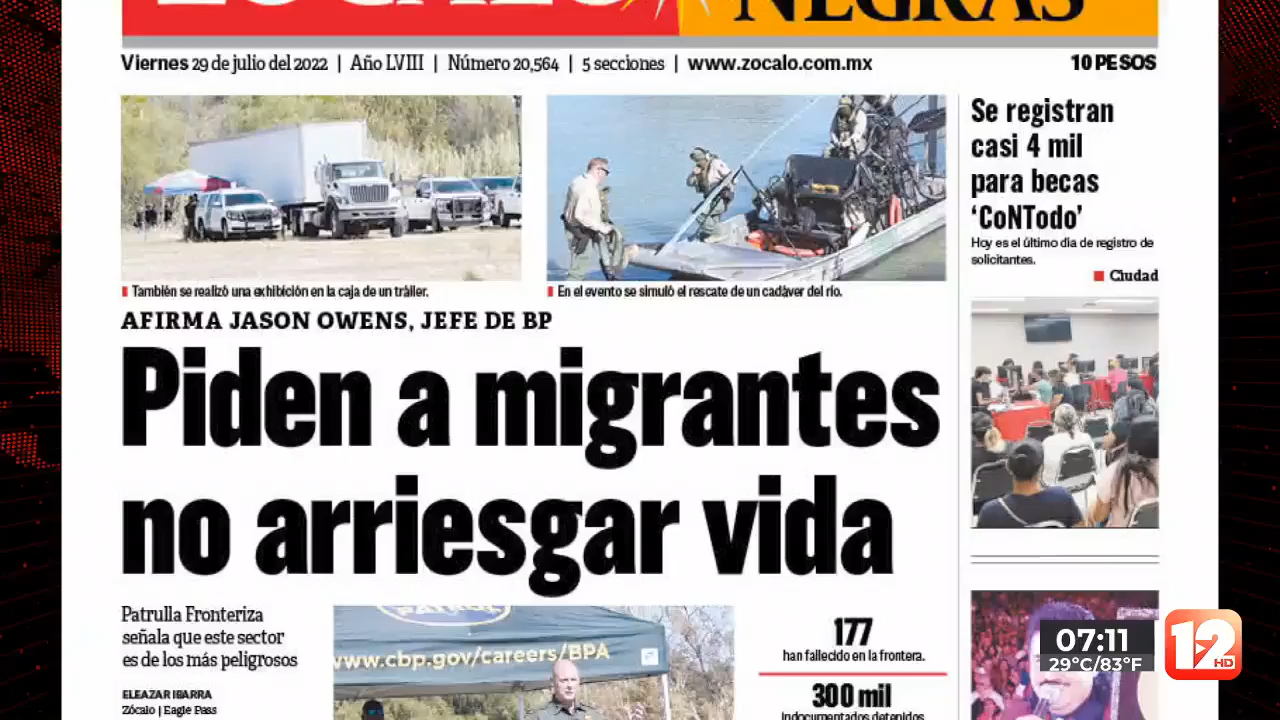 ZÓCALO
NEGRAS
Viernes 29 de julio del 2022 | Año LVIII | Número 20,564 | 5 secciones | www.zocalo.com.mx
10 PESOS
También se realizó una exhibición en la caja de un tráiler.
En el evento se simuló el rescate de un cadáver del río.
AFIRMA JASON OWENS, JEFE DE BP
Piden a migrantes
no arriesgar vida
Patrulla Fronteriza
señala que este sector
es de los más peligrosos
ELEAZAR IBARRA
Zócalo | Eagle Pass
PATROL
www.cbp.gov/careers/BPA
177
han fallecido en la frontera.
300 mil
indocumentados detenidos
Se registran
casi 4 mil
para becas
‘CoNTodo’
Hoy es el último día de registro de
solicitantes.
Ciudad
07:11
29°C/83°F
12
HD